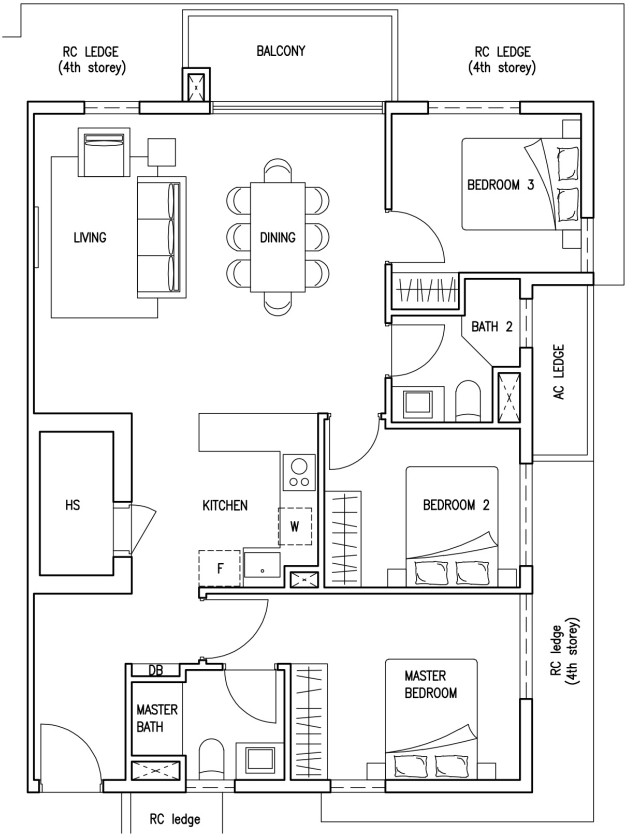 RC LEDGE
(4th storey)
BALCONY
RC LEDGE
(4th storey)
BEDROOM 3
LIVING
DINING
BATH 2
AC LEDGE
HS
KITCHEN
BEDROOM 2
W
F
RC ledge
(4th storey)
DB
MASTER
BEDROOM
MASTER
BATH
RC ledge